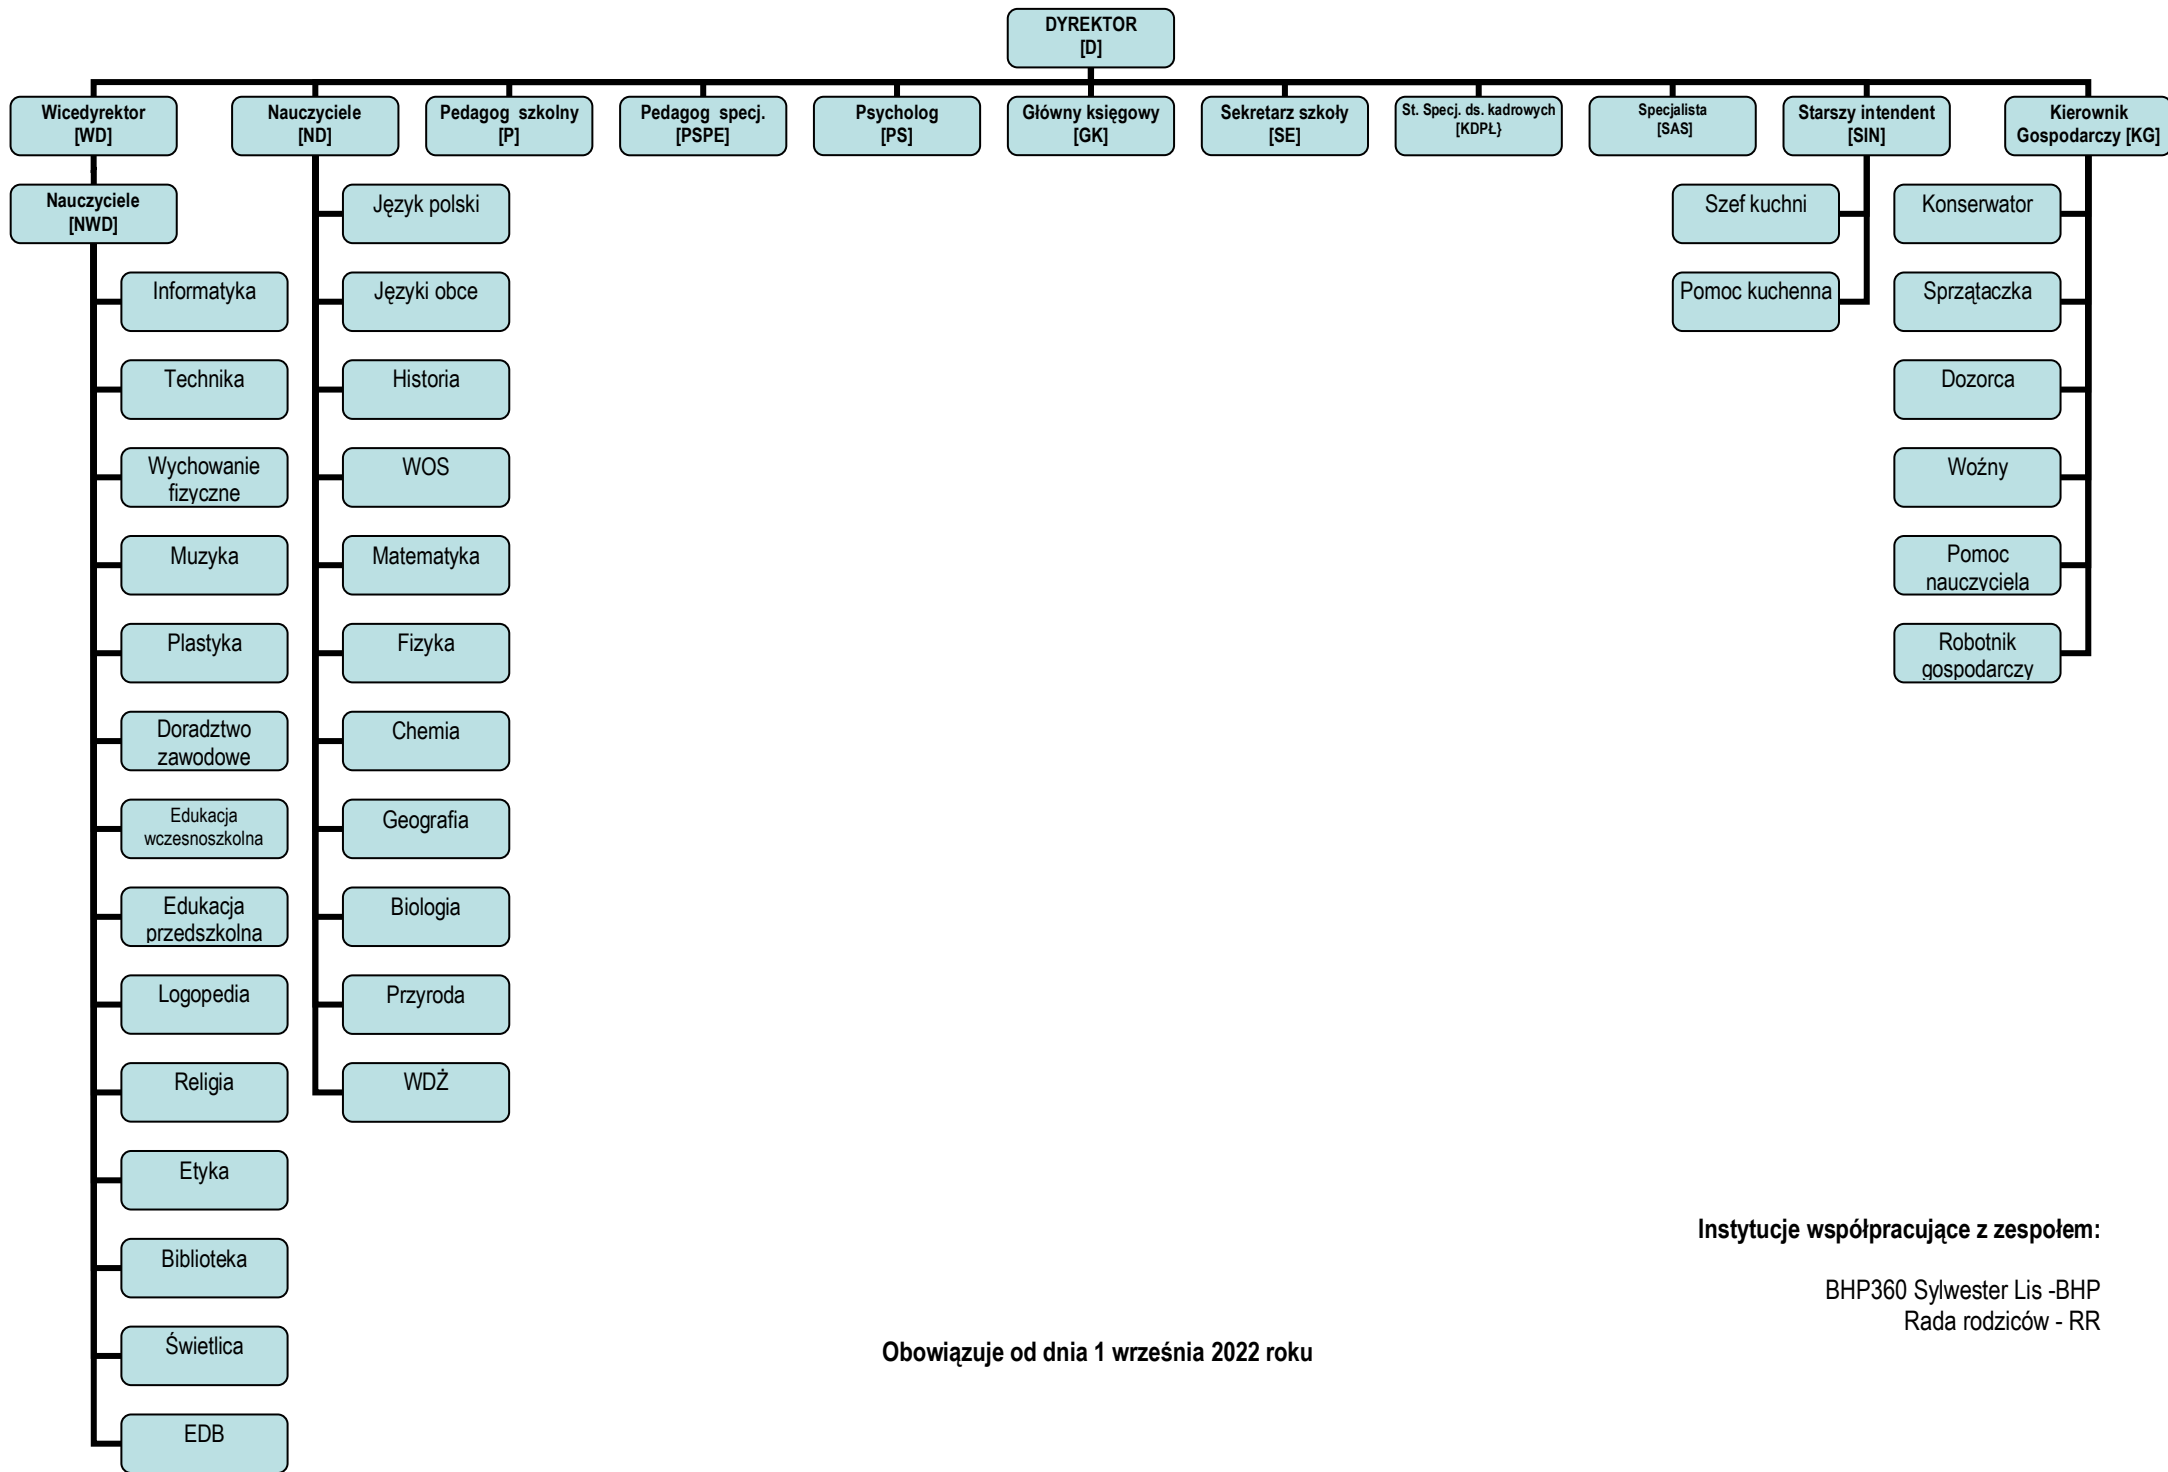 DYREKTOR
[D]
Wicedyrektor
[WD]
Nauczyciele
[ND]
Pedagog szkolny
[P]
Pedagog specj.
[PSPE]
Psycholog
[PS]
Główny księgowy
[GK]
Sekretarz szkoły
[SE]
St. Specj. ds. kadrowych
[KDPŁ}
Specjalista
[SAS]
Starszy intendent
[SIN]
Kierownik
Gospodarczy [KG]
Nauczyciele
[NWD]
Informatyka
Technika
Wychowanie
fizyczne
Muzyka
Plastyka
Doradztwo
zawodowe
Edukacja
wczesnoszkolna
Edukacja
przedszkolna
Logopedia
Religia
Etyka
Biblioteka
Świetlica
EDB
Język polski
Języki obce
Historia
WOS
Matematyka
Fizyka
Chemia
Geografia
Biologia
Przyroda
WDŻ
Szef kuchni
Pomoc kuchenna
Konserwator
Sprzątaczka
Dozorca
Woźny
Pomoc
nauczyciela
Robotnik
gospodarczy
Instytucje współpracujące z zespołem:
BHP360 Sylwester Lis -BHP
Rada rodziców - RR
Obowiązuje od dnia 1 września 2022 roku